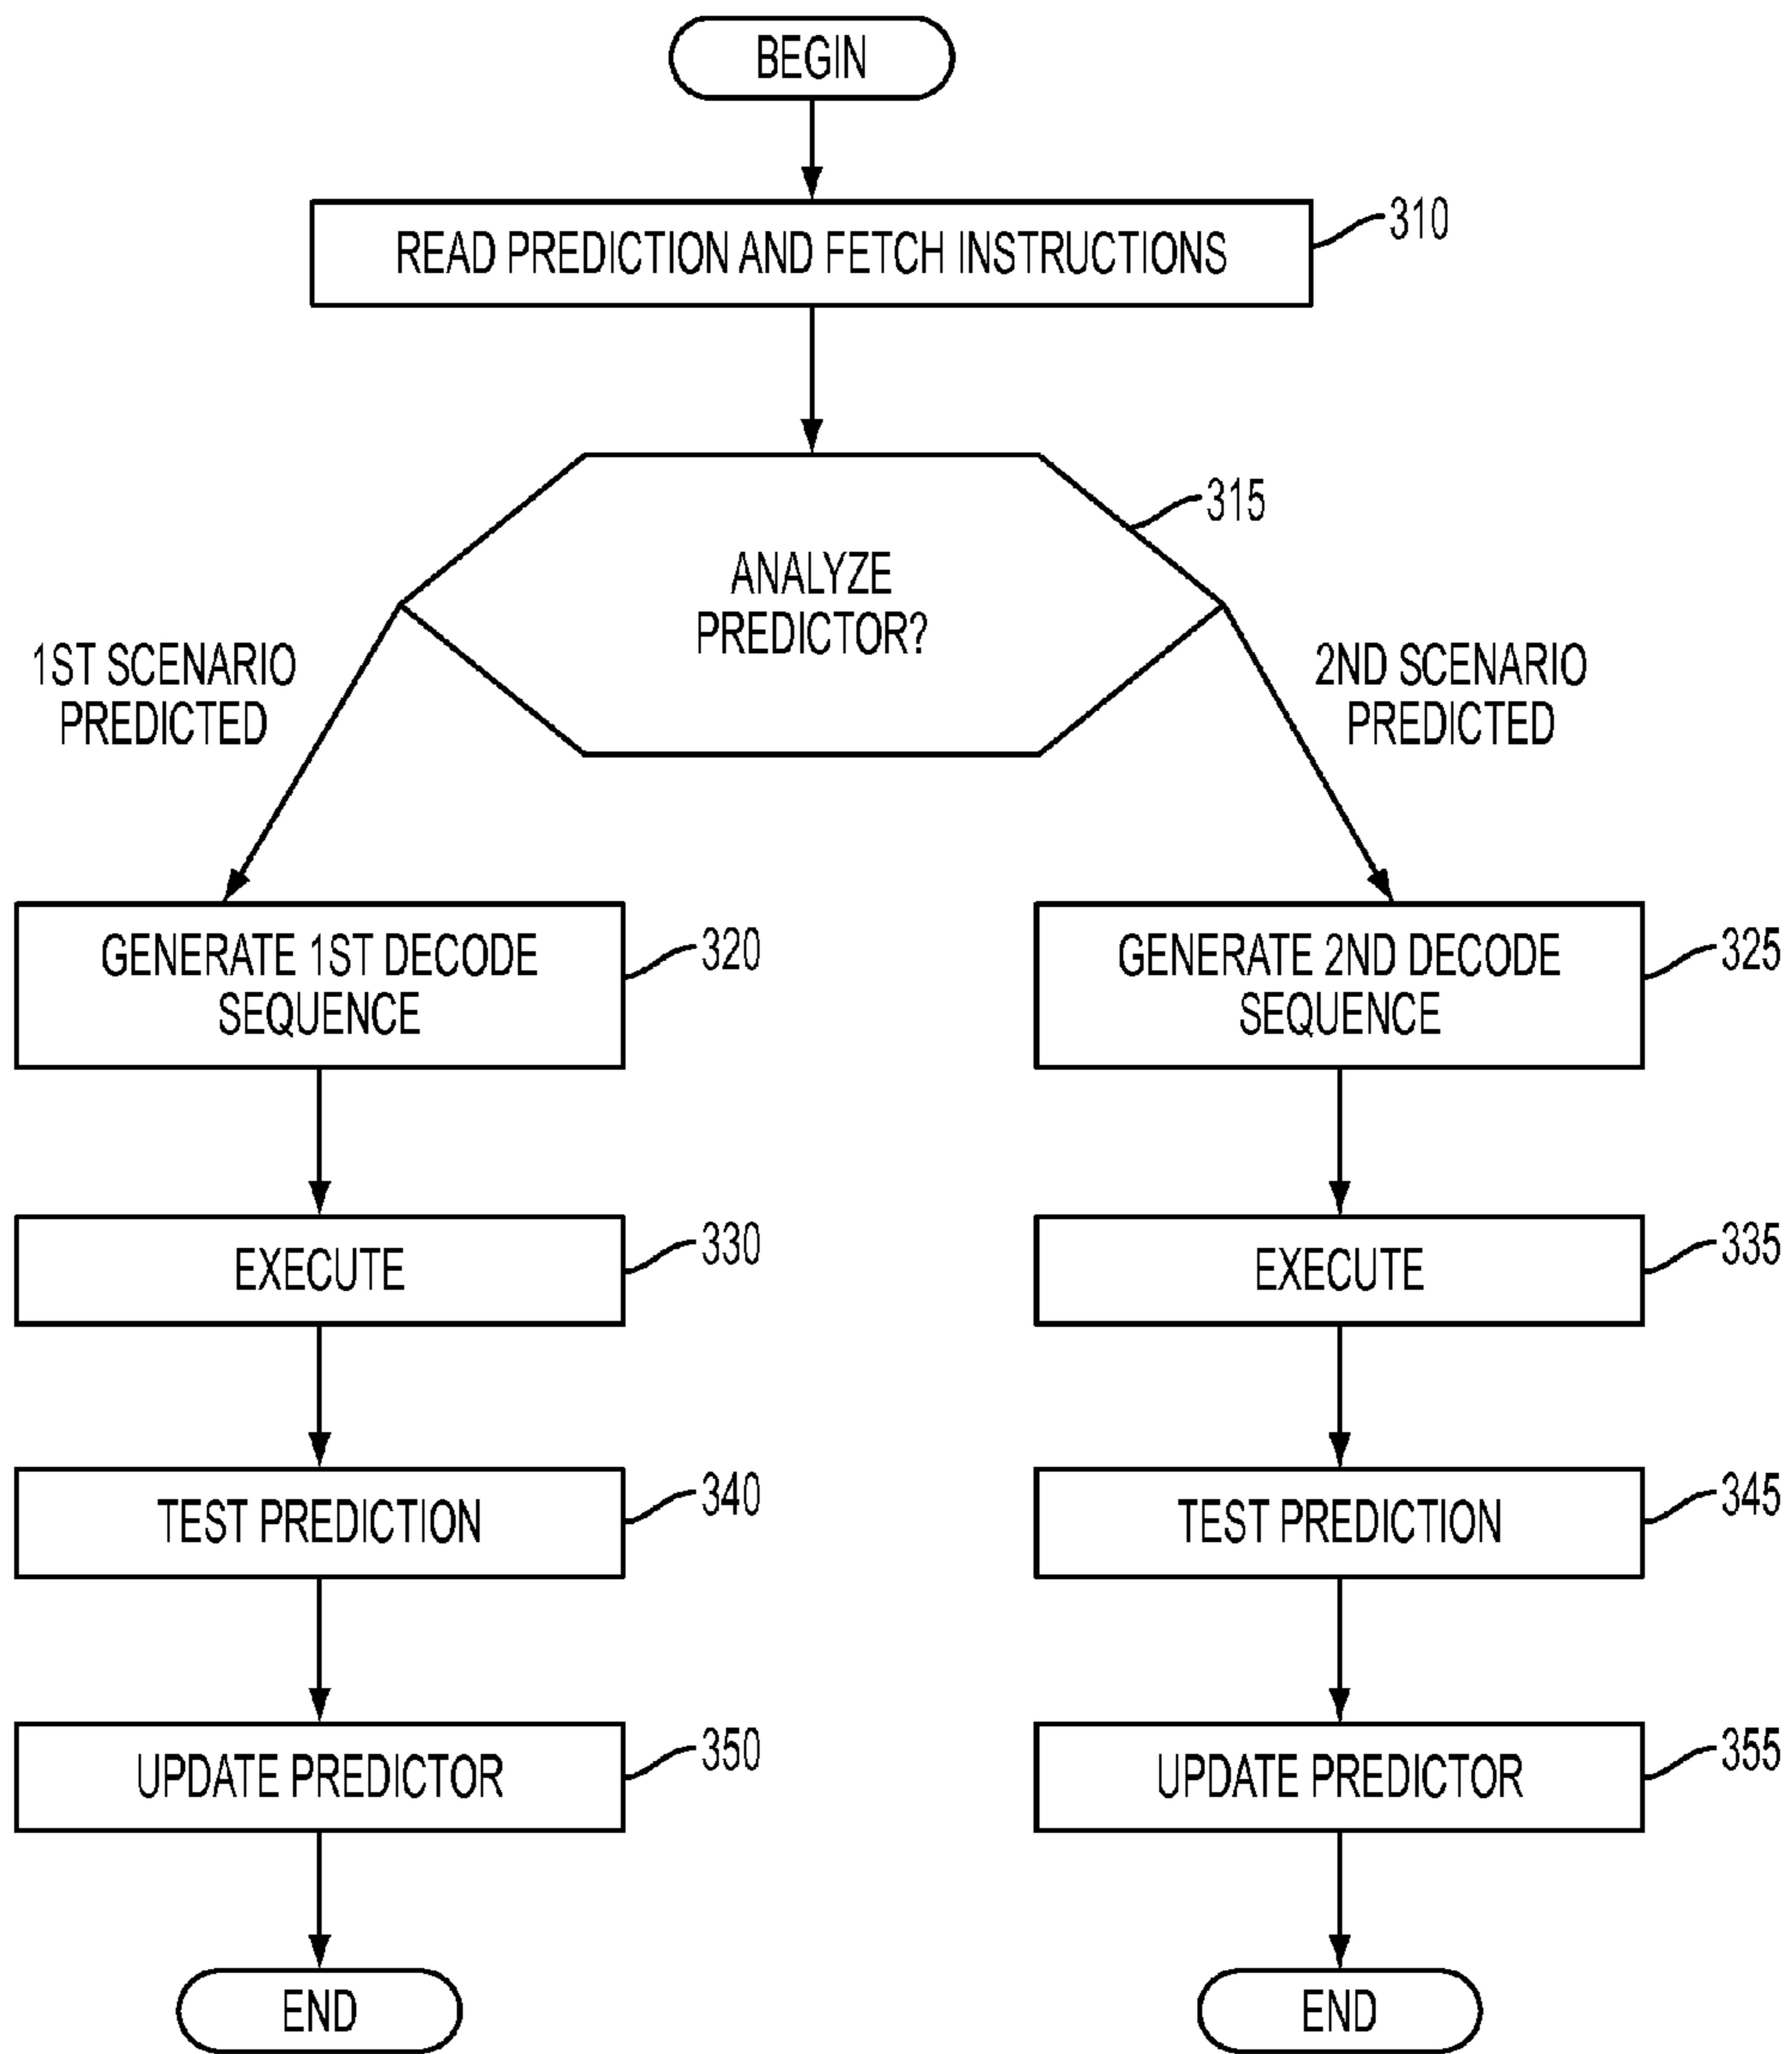 BEGIN
READ PREDICTION AND FETCH INSTRUCTIONS
310
315
ANALYZE
PREDICTOR?
1ST SCENARIO
PREDICTED
2ND SCENARIO
PREDICTED
GENERATE 1ST DECODE
SEQUENCE
320
GENERATE 2ND DECODE
SEQUENCE
325
EXECUTE
330
EXECUTE
335
TEST PREDICTION
340
TEST PREDICTION
345
UPDATE PREDICTOR
350
UPDATE PREDICTOR
355
END
END